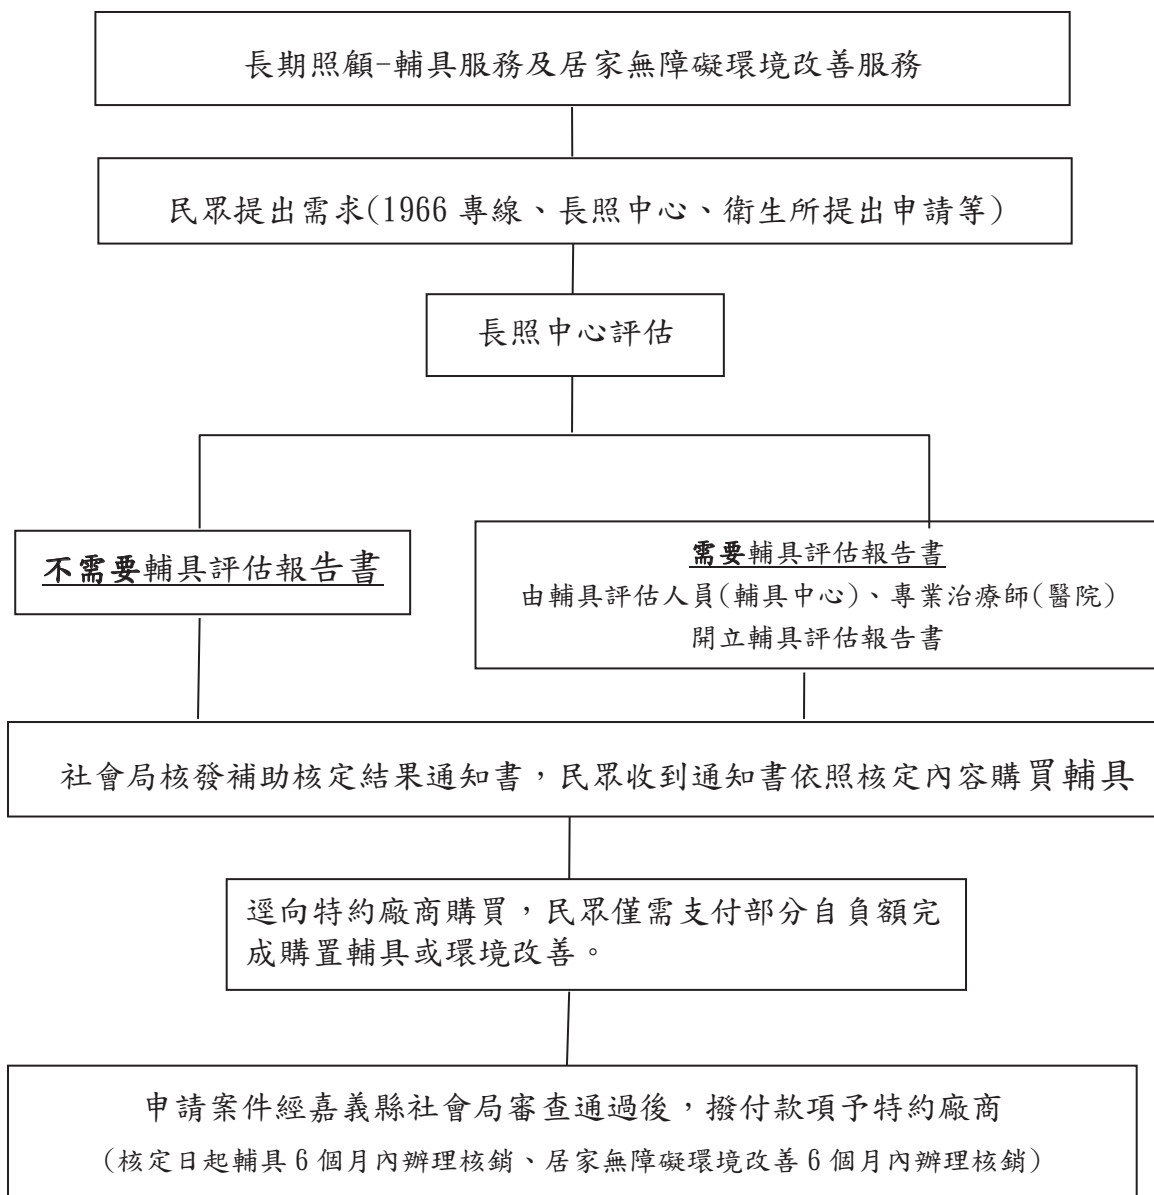 長期照顧-輔具服務及居家無障礙環境改善服務
民眾提出需求(1966 專線、長照中心、衛生所提出申請等)
長照中心評估
不需要輔具評估報告書
需要輔具評估報告書
由輔具評估人員(輔具中心)、專業治療師(醫院)
開立輔具評估報告書
社會局核發補助核定結果通知書，民眾收到通知書依照核定內容購買輔具
逕向特約廠商購買，民眾僅需支付部分自負額完
成購置輔具或環境改善。
申請案件經嘉義縣社會局審查通過後，撥付款項予特約廠商
(核定日起輔具 6 個月內辦理核銷、居家無障礙環境改善 6 個月內辦理核銷)